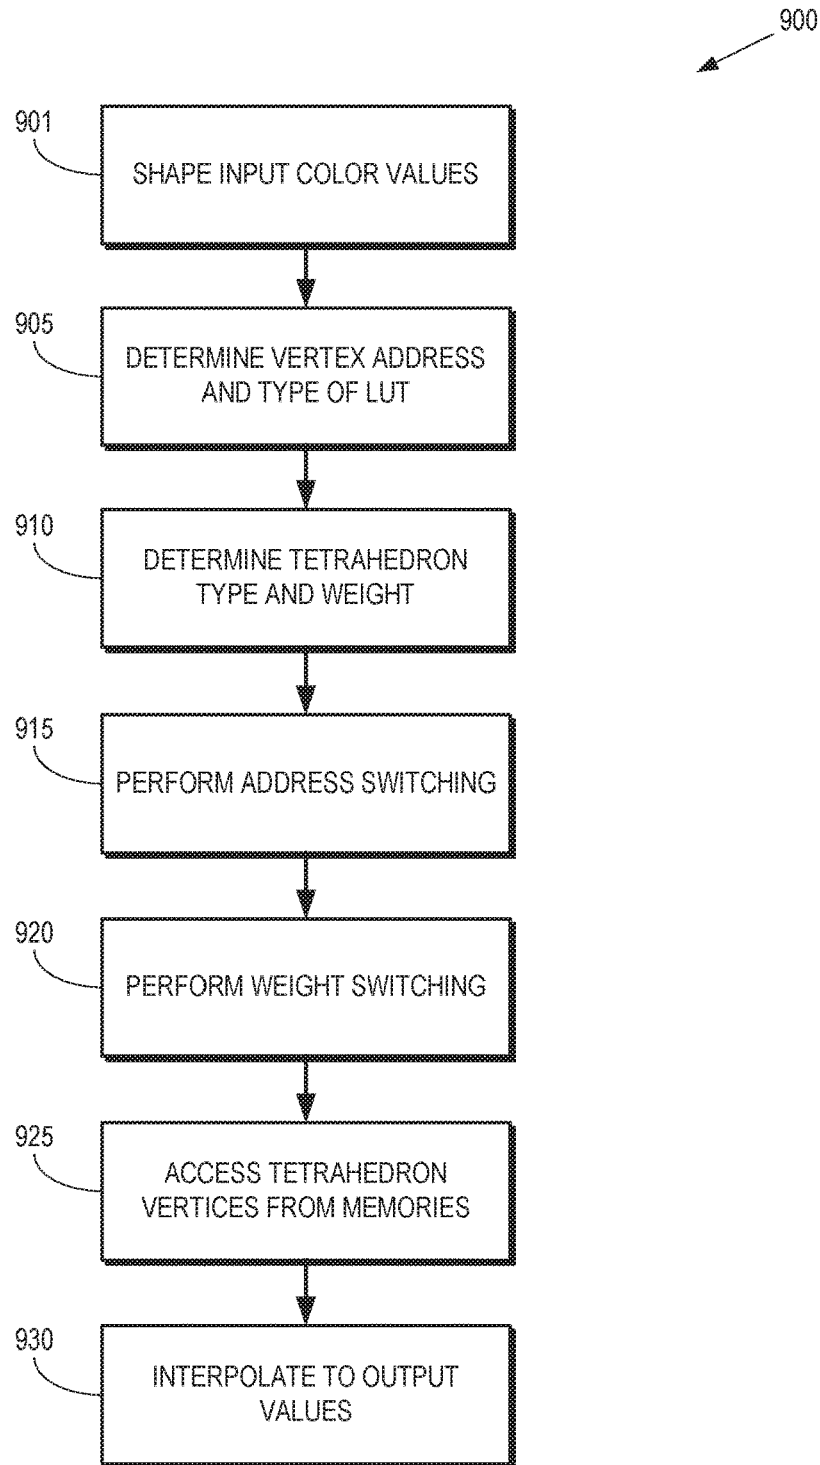 900
901
SHAPE INPUT COLOR VALUES
905
DETERMINE VERTEX ADDRESS
AND TYPE OF LUT
910
DETERMINE TETRAHEDRON
TYPE AND WEIGHT
915
PERFORM ADDRESS SWITCHING
920
PERFORM WEIGHT SWITCHING
925
ACCESS TETRAHEDRON
VERTICES FROM MEMORIES
930
INTERPOLATE TO OUTPUT
VALUES